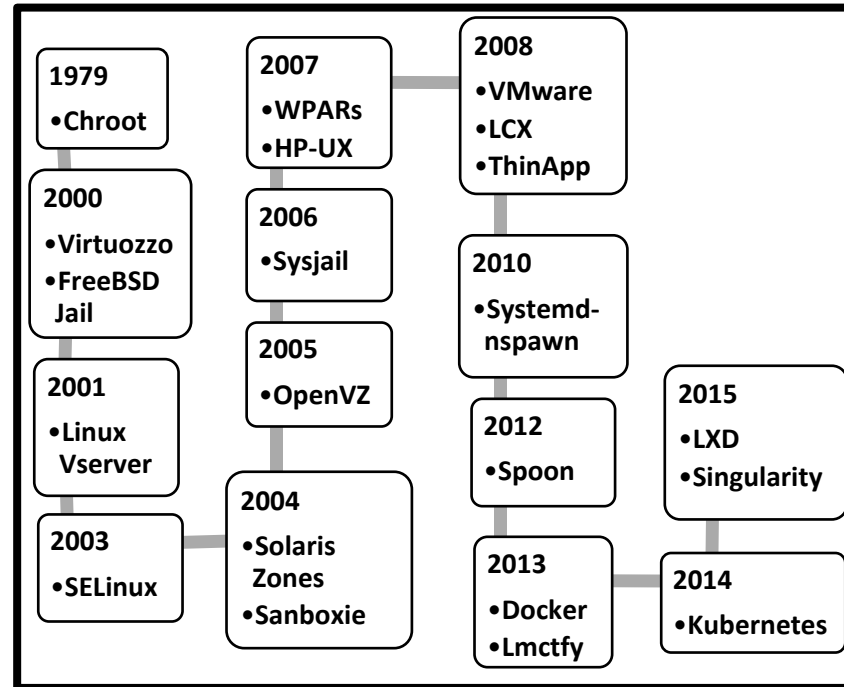 1979
•Chroot
2000
•Virtuozzo
•FreeBSD
Jail
2001
•Linux
Vserver
2003
•SELinux
2004
•Solaris
Zones
•Sanboxie
2005
•OpenVZ
2006
•Sysjail
2007
•WPARs
•HP-UX
2008
•VMware
•LCX
•ThinApp
2010
•Systemd-
nspawn
2012
•Spoon
2013
•Docker
•Lmctfy
2014
•Kubernetes
2015
•LXD
•Singularity